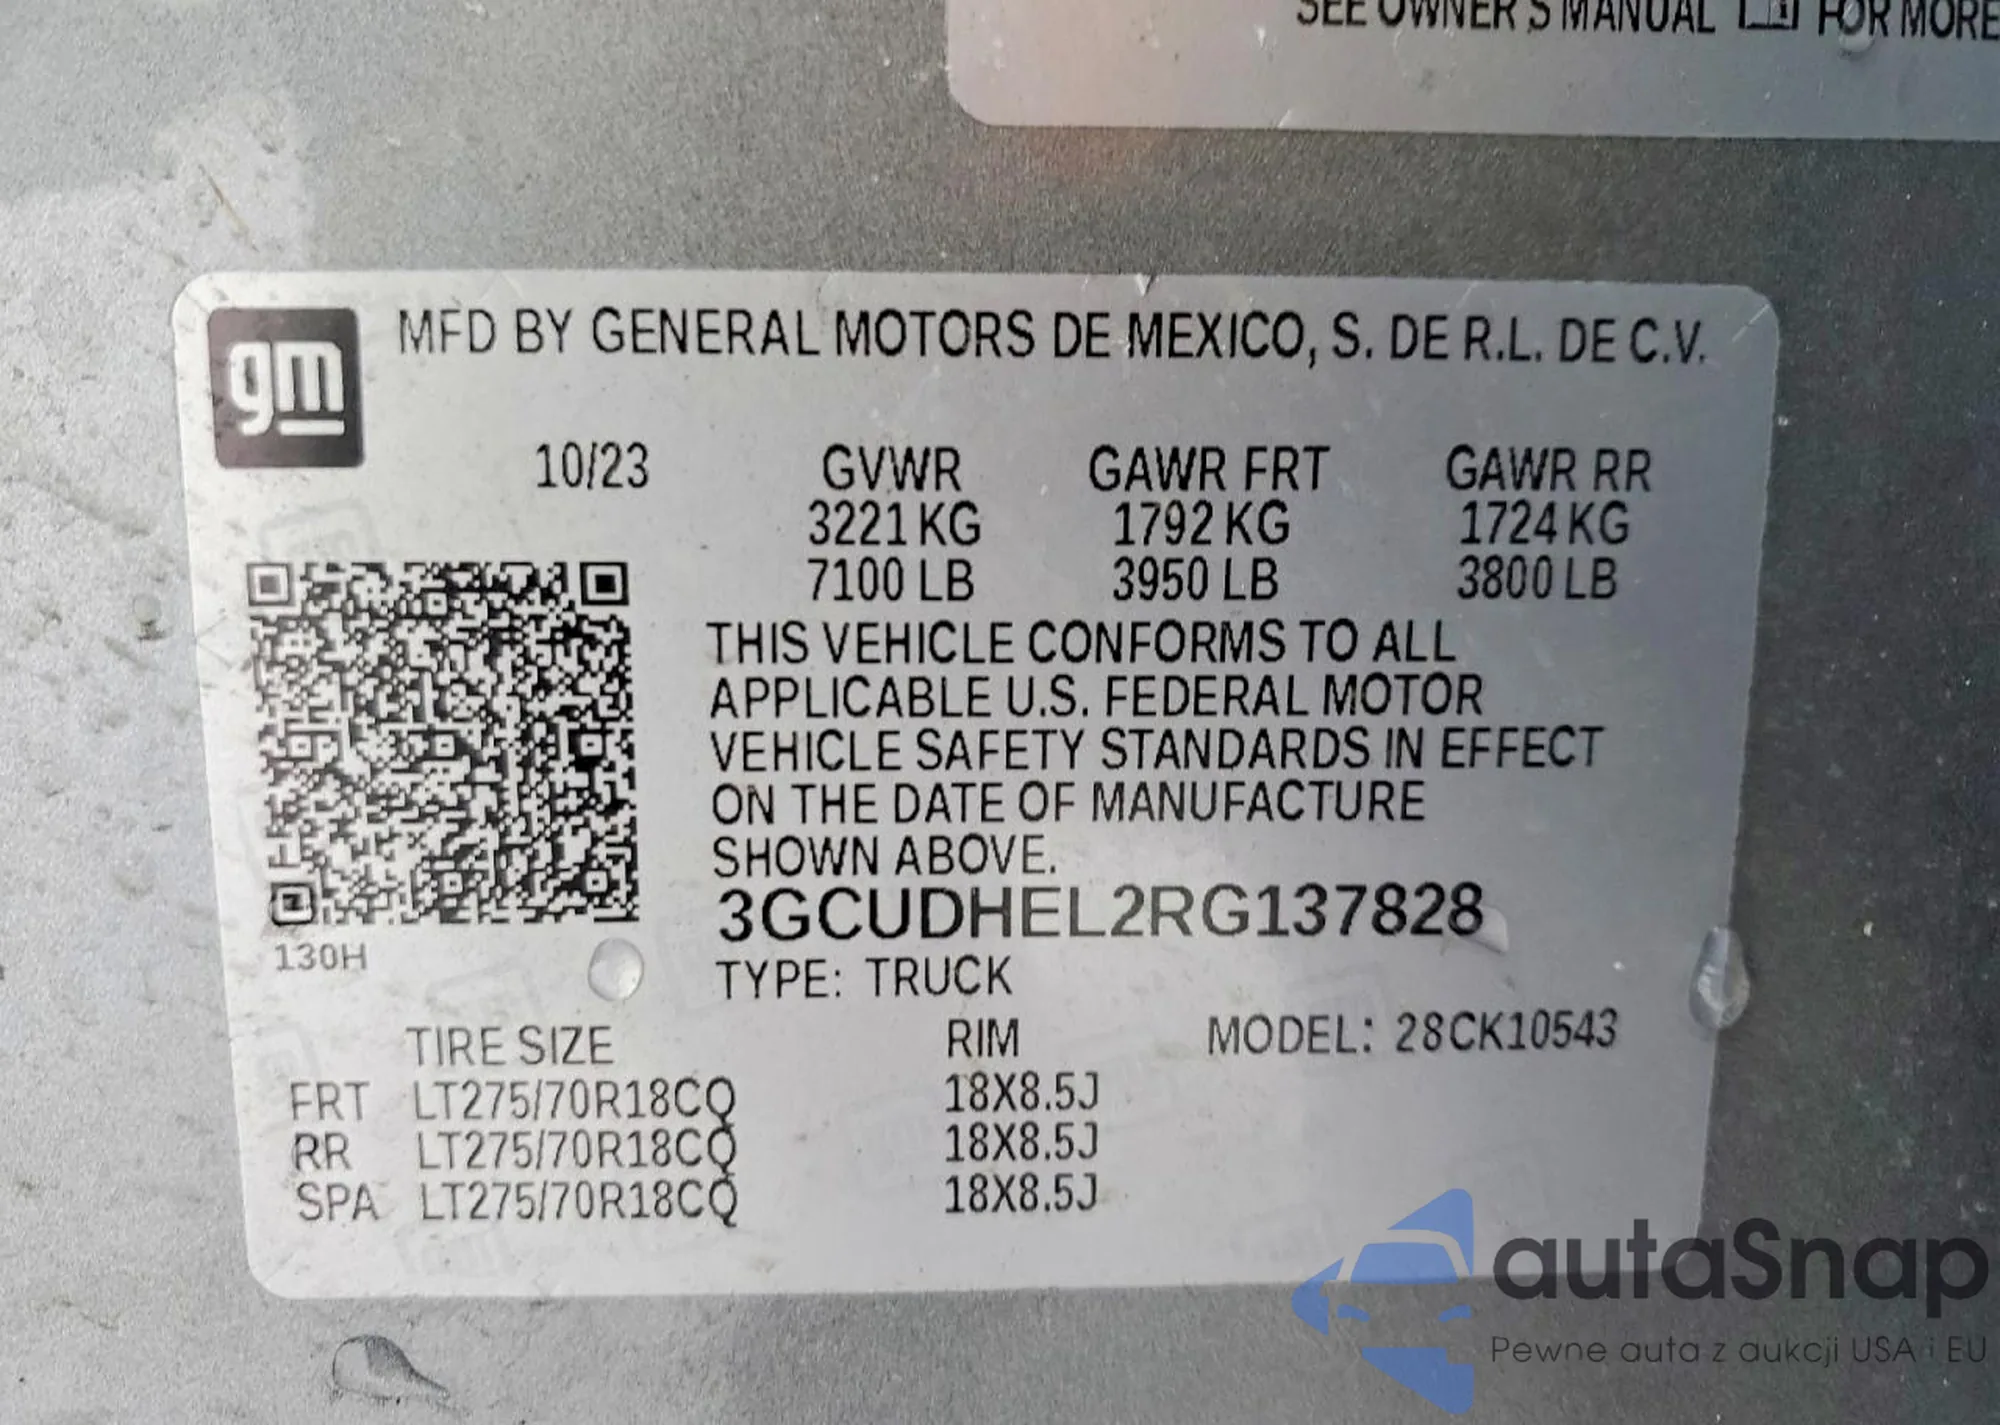 SEE OWNER'S MANUAL FOR MORE
gm
MFD BY GENERAL MOTORS DE MEXICO, S. DE R.L. DE C.V.
10/23 GVWR GAWR FRT GAWR RR
3221 KG 1792 KG 1724 KG
7100 LB 3950 LB 3800 LB
THIS VEHICLE CONFORMS TO ALL
APPLICABLE U.S. FEDERAL MOTOR
VEHICLE SAFETY STANDARDS IN EFFECT
ON THE DATE OF MANUFACTURE
SHOWN ABOVE.
3GCUDHEL2RG137828
130H
TYPE: TRUCK
TIRE SIZE RIM MODEL: 28CK10543
FRT LT275/70R18CQ 18X8.5J
RR LT275/70R18CQ 18X8.5J
SPA LT275/70R18CQ 18X8.5J
autaSnap
Pewne auta z aukcji USA i EU